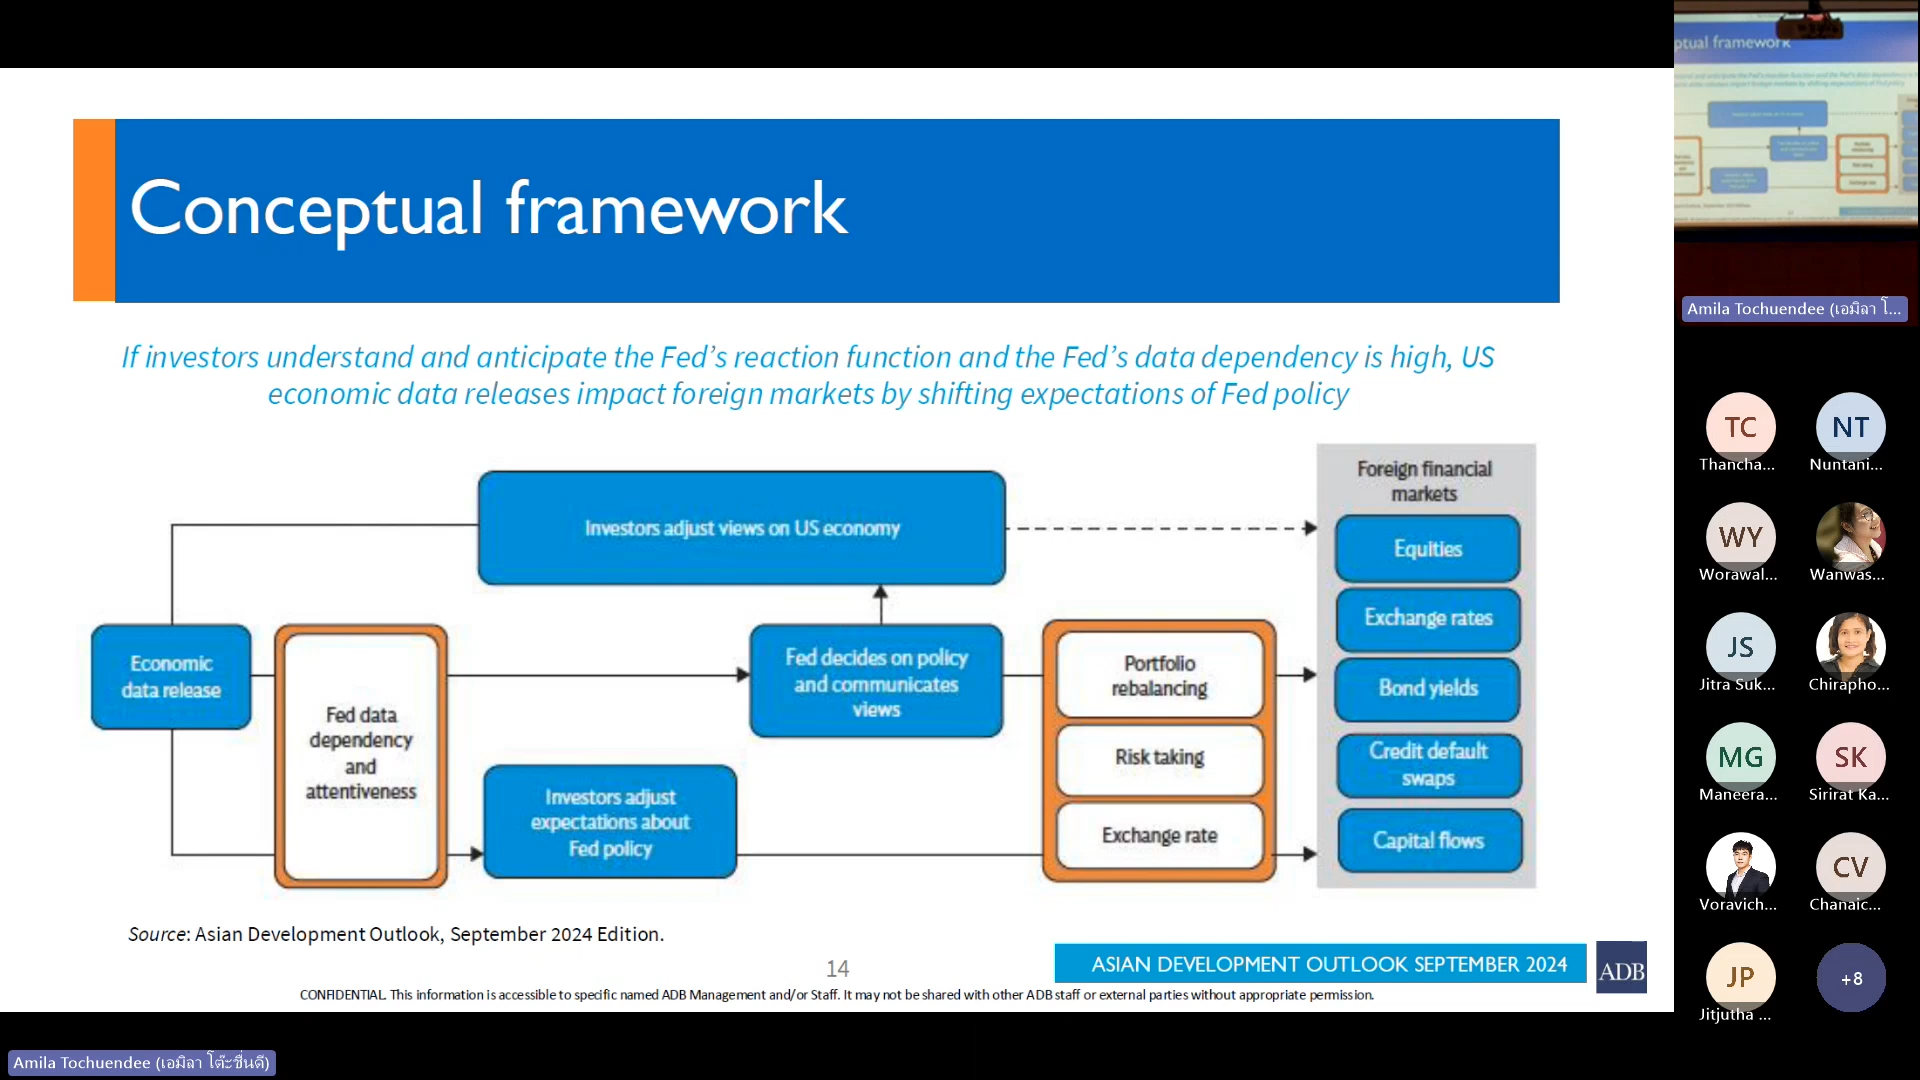 Conceptual framework
If investors understand and anticipate the Fed's reaction function and the Fed's data dependency is high, US
economic data releases impact foreign markets by shifting expectations of Fed policy
Economic
data release
Fed data
dependency
and
attentiveness
Investors adjust views on US economy
Fed decides on policy
and communicates
views
Investors adjust
expectations about
Fed policy
Portfolio
rebalancing
Risk taking
Exchange rate
Foreign financial
markets
Equities
Exchange rates
Bond yields
Credit default
swaps
Capital flows
Source: Asian Development Outlook, September 2024 Edition.
14
ASIAN DEVELOPMENT OUTLOOK SEPTEMBER 2024
ADB
CONFIDENTIAL. This information is accessible to specific named ADB Management and/or Staff. It may not be shared with other ADB staff or external parties without appropriate permission.
Amila Tochuendee (เอมิลา โต๊ะชื่นดี)
ptual framework
Amila Tochuendee (เอมิลา โ...
TC
Thancha...
NT
Nuntani...
WY
Worawal...
Wanwas...
JS
Jitra Suk...
Chirapho...
MG
Maneera...
SK
Sirirat Ka...
Voravich...
CV
Chanaic...
JP
Jitjutha ...
+8